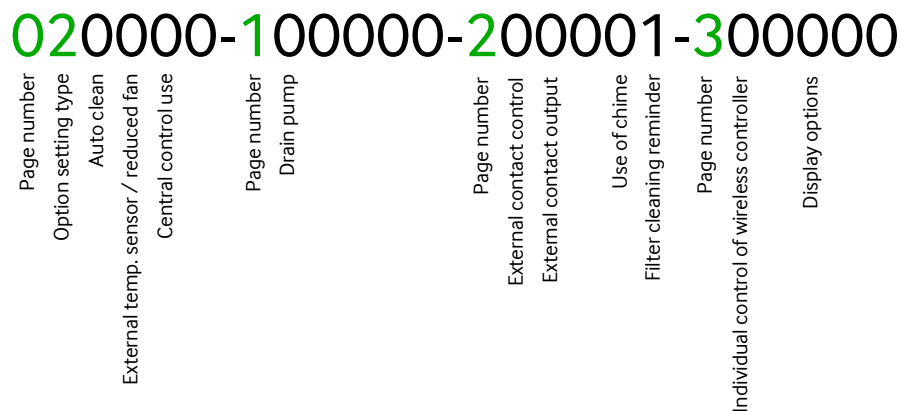 020000-100000-200001-300000
Page number
Option setting type
Auto clean
External temp. sensor / reduced fan
Central control use
Page number
Drain pump
Page number
External contact control
External contact output
Use of chime
Filter cleaning reminder
Page number
Individual control of wireless controller
Display options